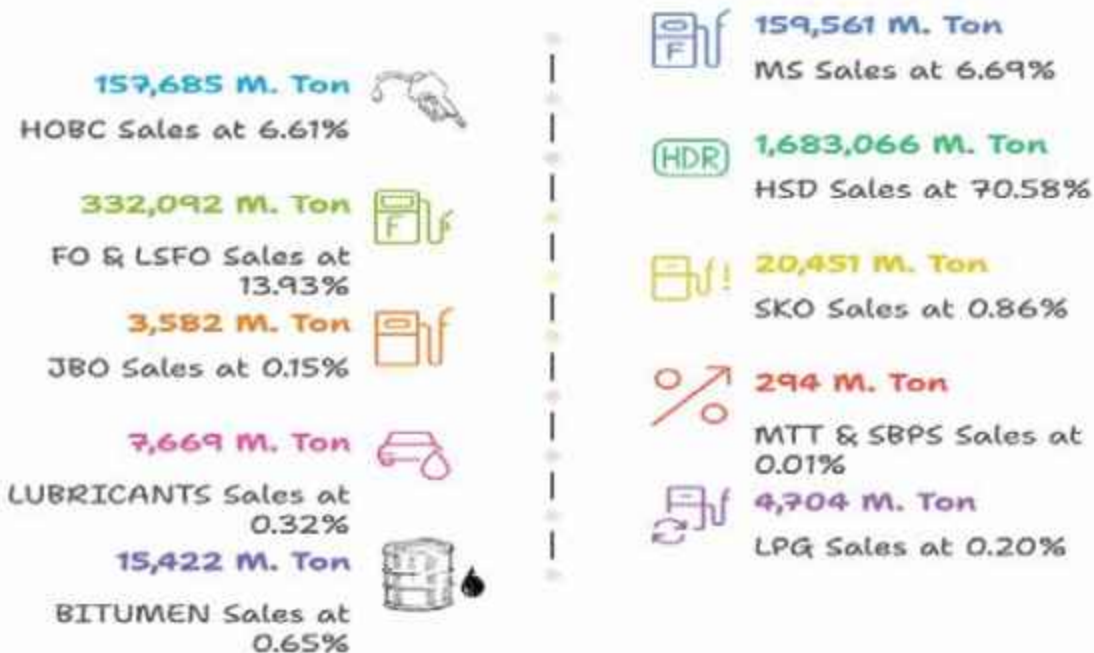 157,685 M. Ton
HOBC Sales at 6.61%
332,092 M. Ton
F
FO & LSFO Sales at
13.93%
3,582 M. Ton
JBO Sales at 0.15%
7,669 M. Ton
LUBRICANTS Sales at
0.32%
15,422 M. Ton
BITUMEN Sales at
0.65%
F
159,561 M. Ton
MS Sales at 6.69%
HDR
1,683,066 M. Ton
HSD Sales at 70.58%
20,451 M. Ton
SKO Sales at 0.86%
294 M. Ton
MTT & SBPS Sales at
0.01%
4,704 M. Ton
LPG Sales at 0.20%